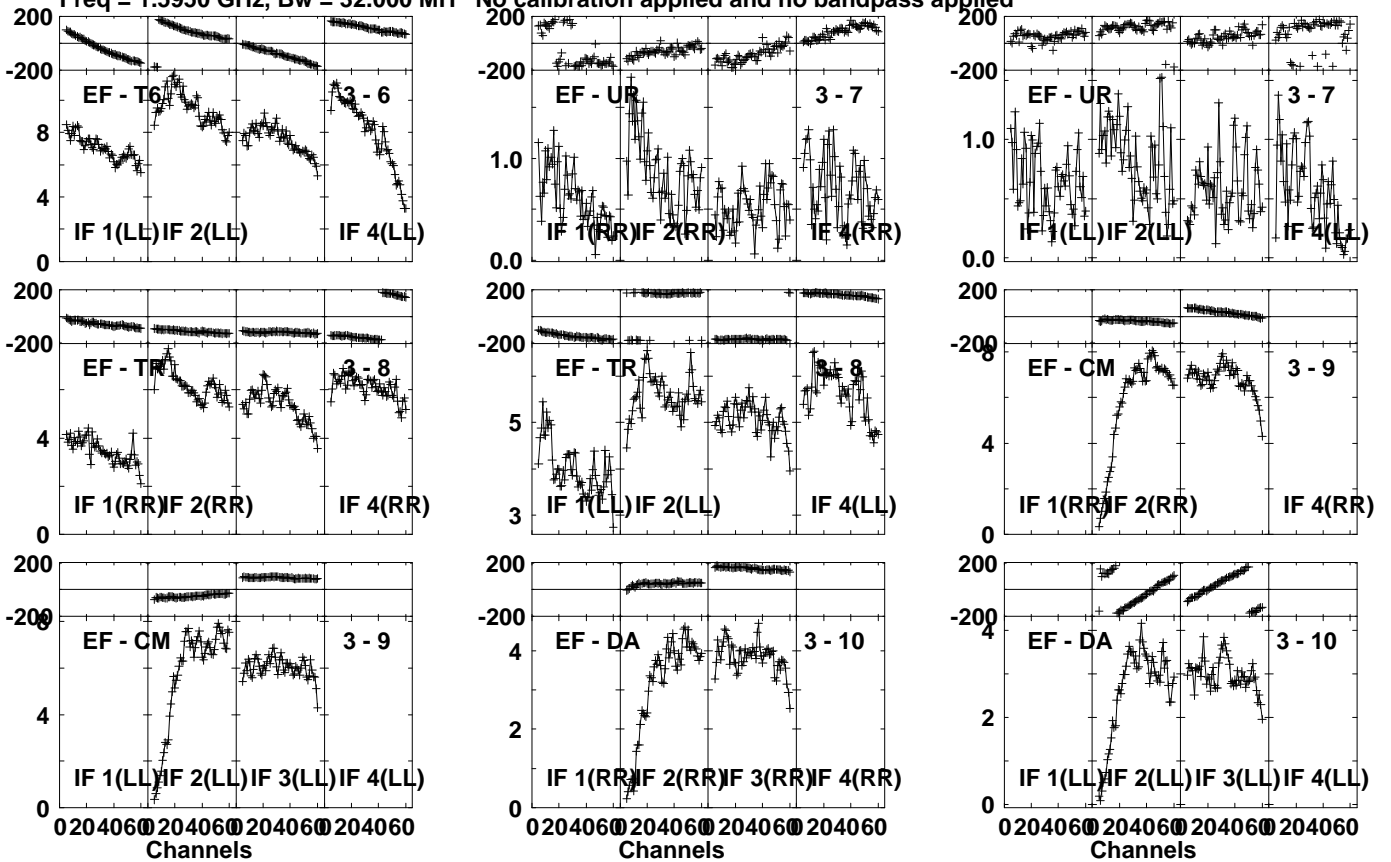 Freq = 1.5950 GHz, Bw = 32.000 MH No calibration applied and no bandpass applied
200
-200
EF - T6
3 - 6
8
4
0
IF 1(LL)
IF 2(LL)
IF 4(LL)
EF - UR
3 - 7
1.0
0.0
IF 1(RR)
IF 2(RR)
IF 4(RR)
200
-200
EF - UR
3 - 7
1.0
0.0
IF 1(LL)
IF 2(LL)
IF 4(LL)
200
-200
EF - TR
3 - 8
4
0
IF 1(RR)
IF 2(RR)
IF 4(RR)
200
-200
EF - TR
3 - 8
5
3
IF 1(LL)
IF 2(LL)
IF 4(LL)
200
-200
8
EF - CM
3 - 9
4
0
IF 1(RR)
IF 2(RR)
IF 4(RR)
200
-200
8
EF - CM
3 - 9
4
0
IF 1(LL)
IF 2(LL)
IF 3(LL)
IF 4(LL)
200
-200
EF - DA
3 - 10
4
2
0
IF 1(RR)
IF 2(RR)
IF 3(RR)
IF 4(RR)
200
-200
4
EF - DA
3 - 10
2
0
IF 1(LL)
IF 2(LL)
IF 3(LL)
IF 4(LL)
0 20 40 60 0 20 40 60 0 20 40 60 0 20 40 60
Channels
0 20 40 60 0 20 40 60 0 20 40 60 0 20 40 60
Channels
0 20 40 60 0 20 40 60 0 20 40 60 0 20 40 60
Channels